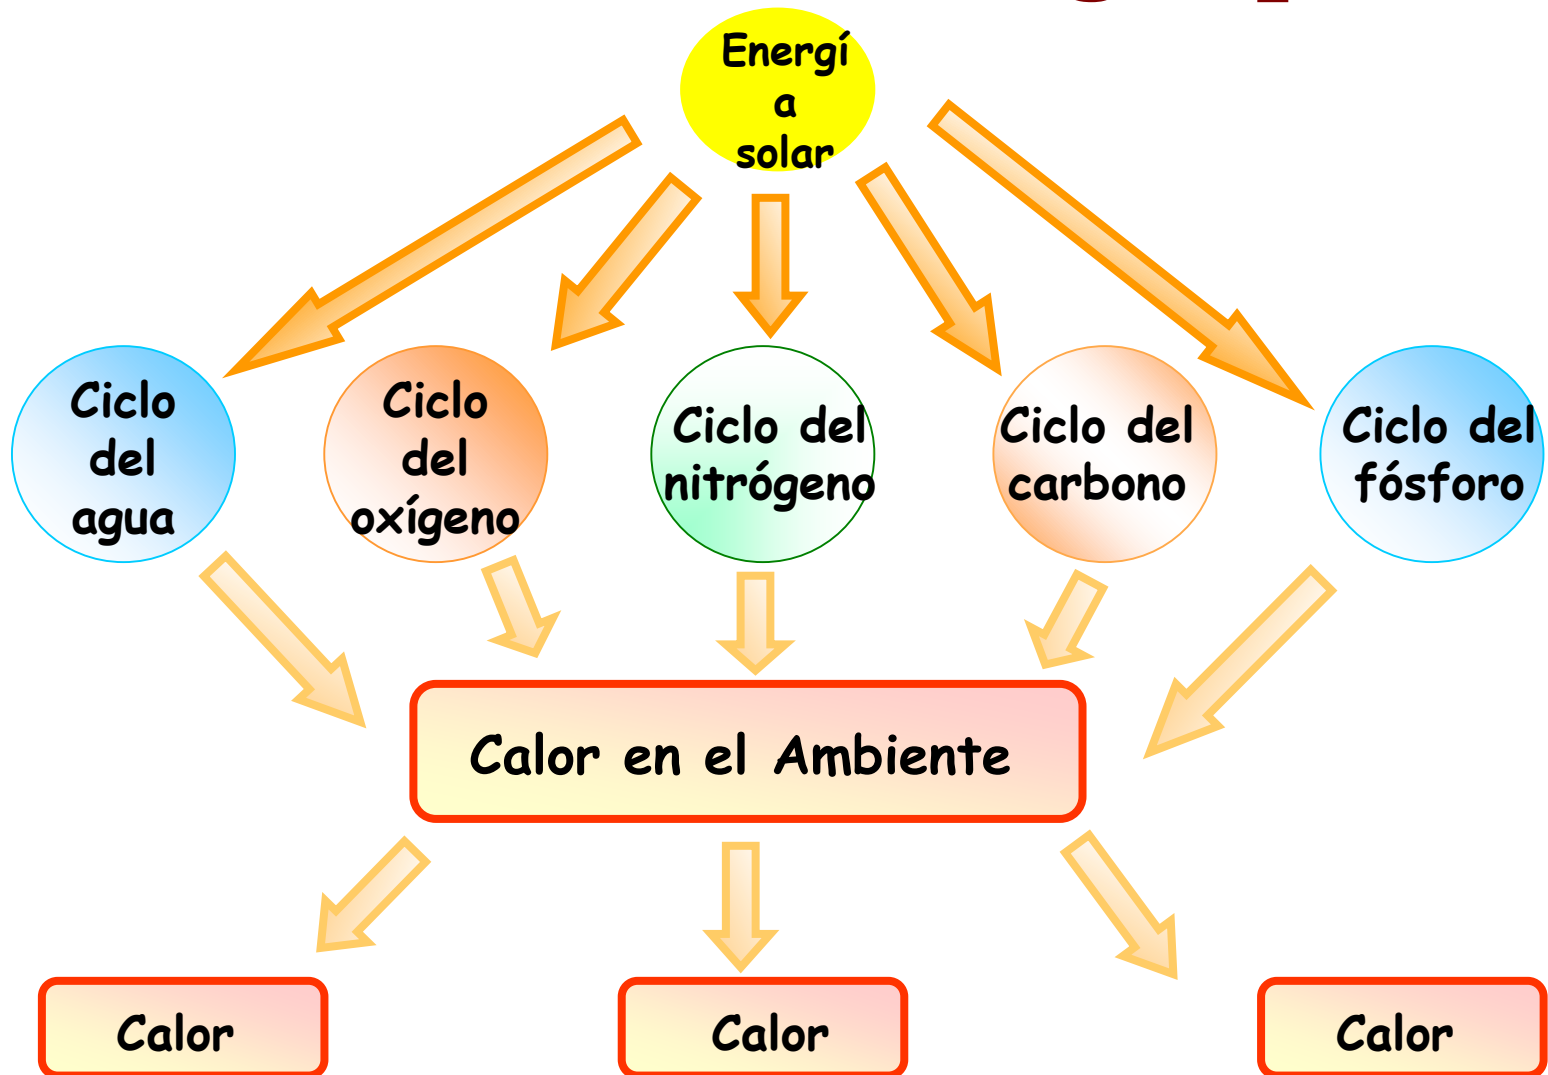 Energí
a
solar
Ciclo
del
agua
Ciclo
del
oxígeno
Ciclo del
nitrógeno
Ciclo del
carbono
Ciclo del
fósforo
Calor en el Ambiente
Calor
Calor
Calor